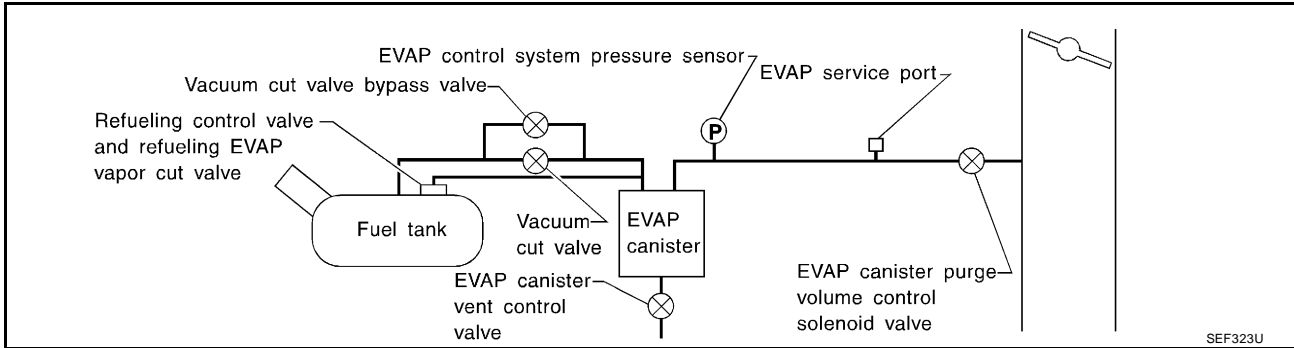 EVAP control system pressure sensor
EVAP service port
Vacuum cut valve bypass valve
Refueling control valve
and refueling EVAP
vapor cut valve
P
Fuel tank
Vacuum
cut valve
EVAP
canister
EVAP canister
vent control
valve
EVAP canister purge
volume control
solenoid valve
SEF323U